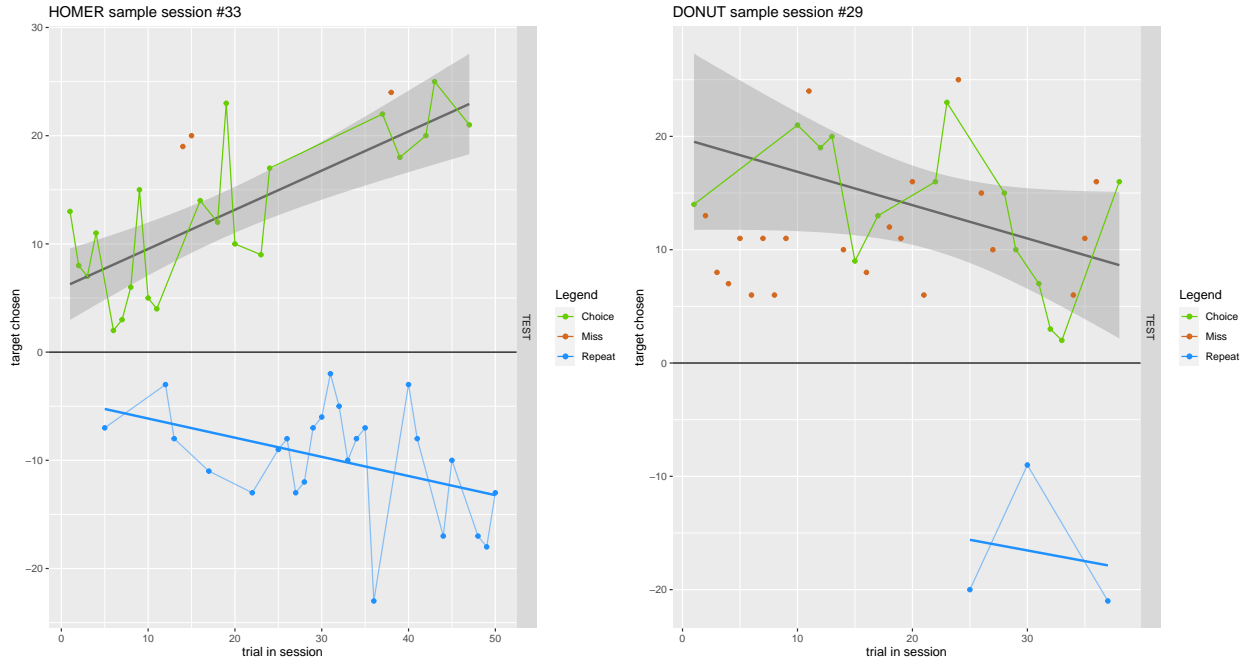 HOMER sample session #33
30
20
10
0
−10
−20
target chosen
0
10
20
30
40
50
trial in session
TEST
Legend
Choice
Miss
Repeat
DONUT sample session #29
20
10
0
−10
−20
target chosen
0
10
20
30
trial in session
TEST
Legend
Choice
Miss
Repeat